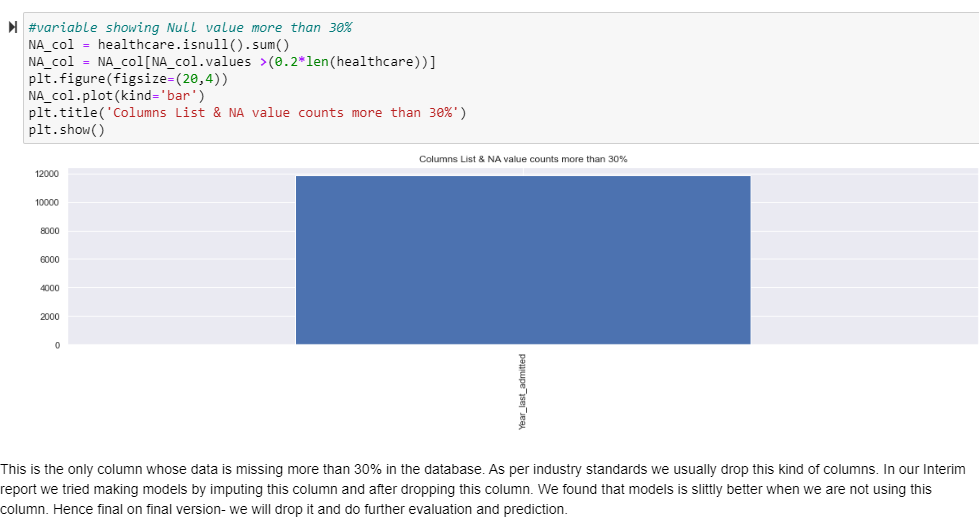 #variable showing Null value more than 30%
NA_col = healthcare.isnull().sum()
NA_col = NA_col[NA_col.values >(0.2*len(healthcare))]
plt.figure(figsize=(20,4))
NA_col.plot(kind='bar')
plt.title('Columns List & NA value counts more than 30%')
plt.show()
Columns List & NA value counts more than 30%
12000
10000
8000
6000
4000
2000
0
Year_last_admitted
This is the only column whose data is missing more than 30% in the database. As per industry standards we usually drop this kind of columns. In our Interim
report we tried making models by imputing this column and after dropping this column. We found that models is slittly better when we are not using this
column. Hence final on final version- we will drop it and do further evaluation and prediction.